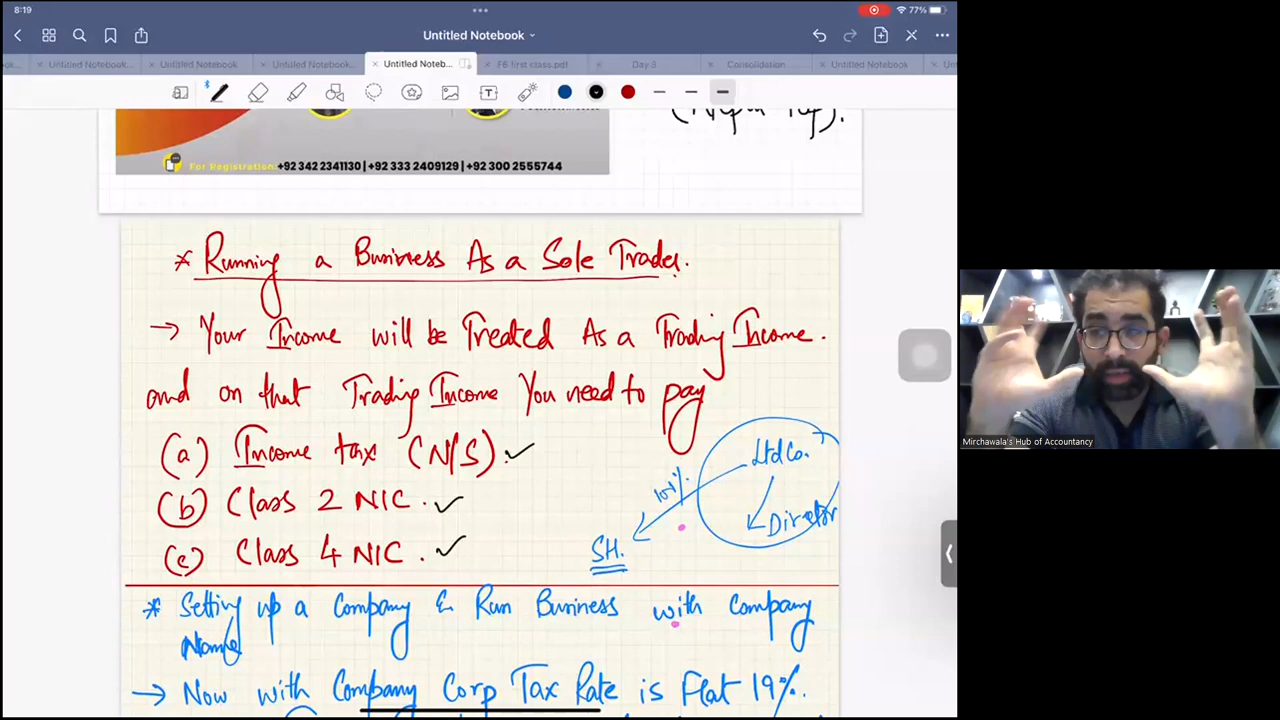 8:19
77%
Untitled Notebook
Untitled Notebook...
Untitled Notebook
Untitled Notebook
Untitled Noteb...
F6 first class.pdf
Day 3
Consolidation
Untitled Notebook
For Registration: +92 342 2341130 | +92 333 2409129 | +92 300 2555744
* Running a Business As a Sole Trader.
→ Your Income will be Treated As a Trading Income.
and on that Trading Income You need to pay
(a) Income tax (N/S). ✓
(b) Class 2 NIC. ✓
(c) Class 4 NIC. ✓
Ltd Co.
100%
Director
SH.
* Setting up a Company & Run Business with Company
Name
→ Now with Company Corp Tax Rate is Flat 19%.
Mirchawala's Hub of Accountancy